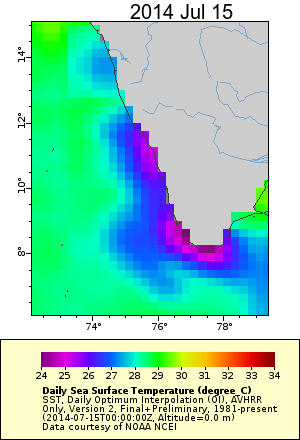 2014 Jul 15
14°
12°
10°
8°
74° 76° 78°
24 25 26 27 28 29 30 31 32 33 34
Daily Sea Surface Temperature (degree_C)
SST, Daily Optimum Interpolation (OI), AVHRR
Only, Version 2, Final+Preliminary, 1981-present
(2014-07-15T00:00:00Z, Altitude=0.0 m)
Data courtesy of NOAA NCEI